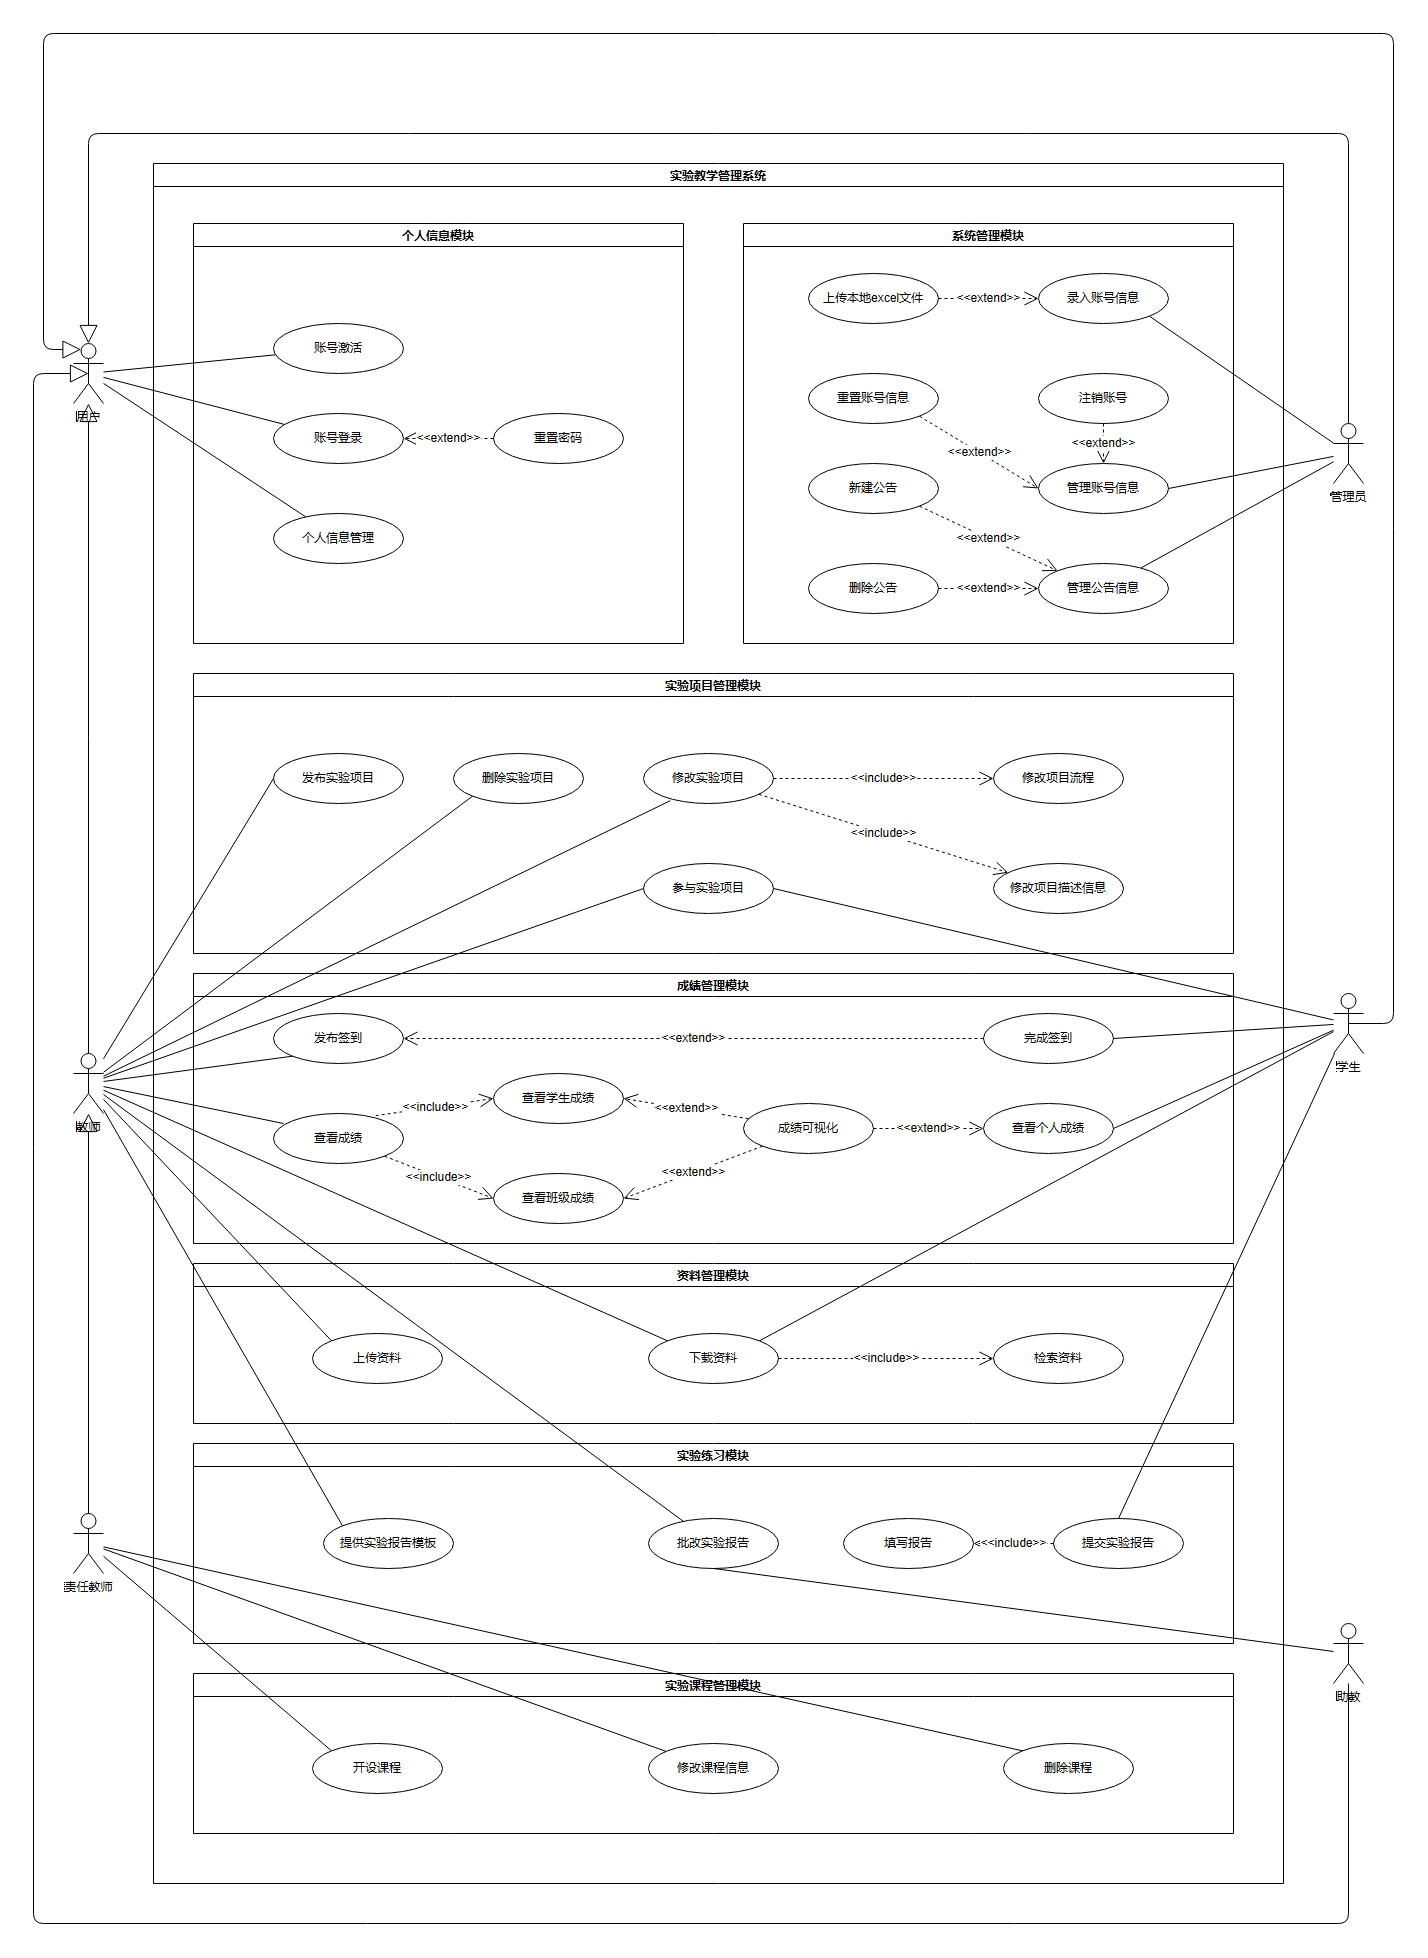 实验教学管理系统
个人信息模块
系统管理模块
上传本地excel文件
<<extend>>
录入账号信息
账号激活
重置账号信息
注销账号
用户
账号登录
<<extend>>
重置密码
<<extend>>
<<extend>>
新建公告
管理账号信息
管理员
个人信息管理
<<extend>>
删除公告
<<extend>>
管理公告信息
实验项目管理模块
发布实验项目
删除实验项目
修改实验项目
<<include>>
修改项目流程
<<include>>
参与实验项目
修改项目描述信息
成绩管理模块
发布签到
<<extend>>
完成签到
学生
查看学生成绩
<<include>>
<<extend>>
教师
查看成绩
成绩可视化
<<extend>>
查看个人成绩
<<include>>
<<extend>>
查看班级成绩
资料管理模块
上传资料
下载资料
<<include>>
检索资料
实验练习模块
提供实验报告模板
批改实验报告
填写报告
<<include>>
提交实验报告
责任教师
实验课程管理模块
助教
开设课程
修改课程信息
删除课程